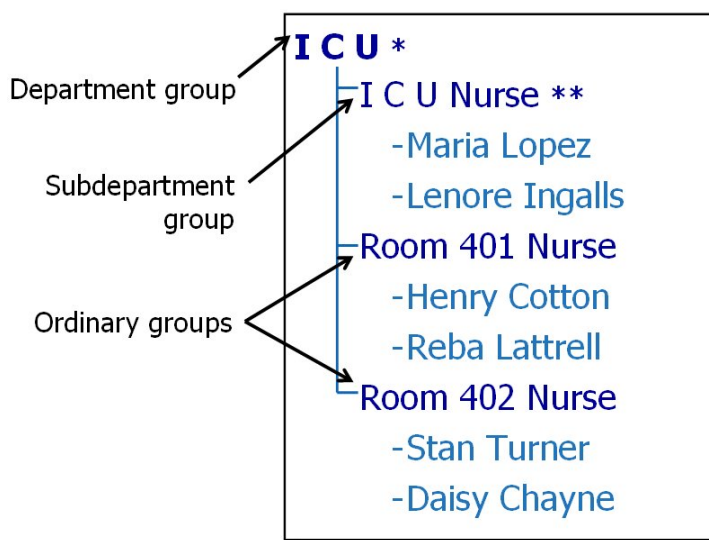 I C U *
Department group
I C U Nurse **
-Maria Lopez
Subdepartment
group
-Lenore Ingalls
Room 401 Nurse
-Henry Cotton
Ordinary groups
-Reba Lattrell
Room 402 Nurse
-Stan Turner
-Daisy Chayne